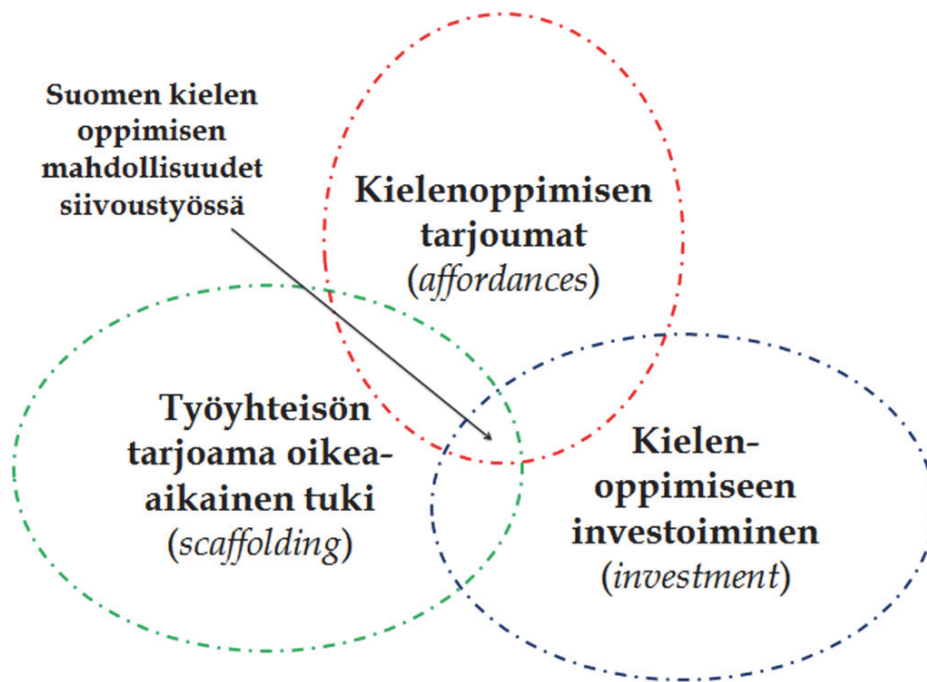 Suomen kielen
oppimisen
mahdollisuudet
siivoustyössä
Kielenoppimisen
tarjoumat
(affordances)
Työyhteisön
tarjoama oikea-
aikainen tuki
(scaffolding)
Kielen-
oppimiseen
investoiminen
(investment)